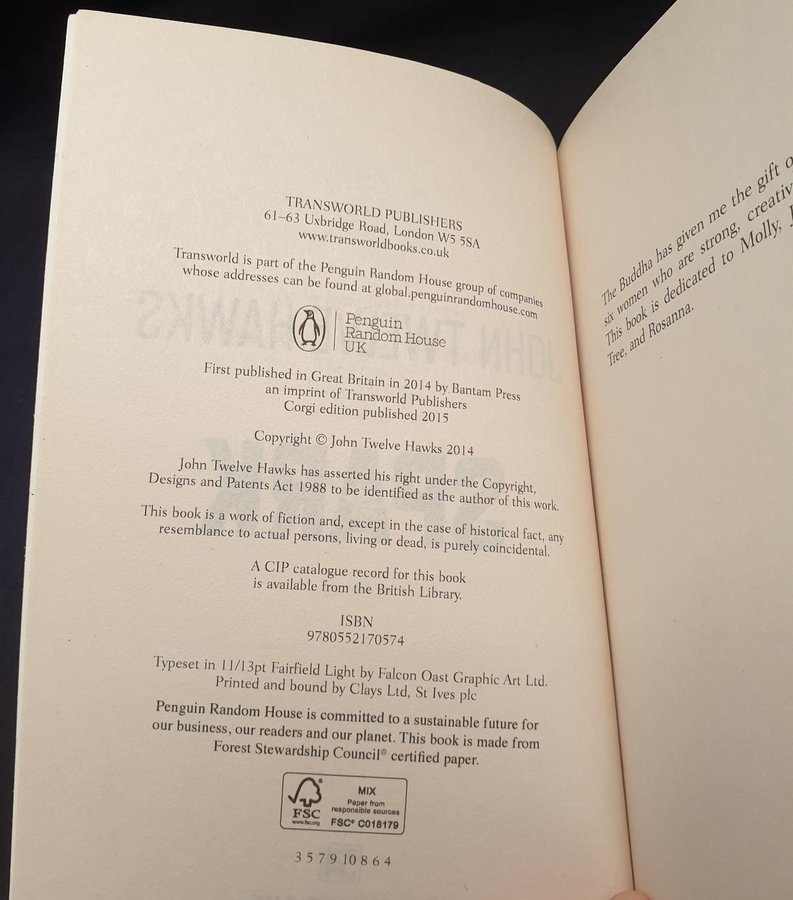 TRANSWORLD PUBLISHERS
61–63 Uxbridge Road, London W5 5SA
www.transworldbooks.co.uk
Transworld is part of the Penguin Random House group of companies
whose addresses can be found at global.penguinrandomhouse.com
Penguin
Random House
UK
First published in Great Britain in 2014 by Bantam Press
an imprint of Transworld Publishers
Corgi edition published 2015
Copyright © John Twelve Hawks 2014
John Twelve Hawks has asserted his right under the Copyright,
Designs and Patents Act 1988 to be identified as the author of this work.
This book is a work of fiction and, except in the case of historical fact, any
resemblance to actual persons, living or dead, is purely coincidental.
A CIP catalogue record for this book
is available from the British Library.
ISBN
9780552170574
Typeset in 11/13pt Fairfield Light by Falcon Oast Graphic Art Ltd.
Printed and bound by Clays Ltd, St Ives plc
Penguin Random House is committed to a sustainable future for
our business, our readers and our planet. This book is made from
Forest Stewardship Council® certified paper.
FSC
www.fsc.org
MIX
Paper from
responsible sources
FSC® C018179
3 5 7 9 10 8 6 4
The Buddha has given me the gift
six women who are strong,
This book is dedicated to Molly,
Tree, and Rosanna.